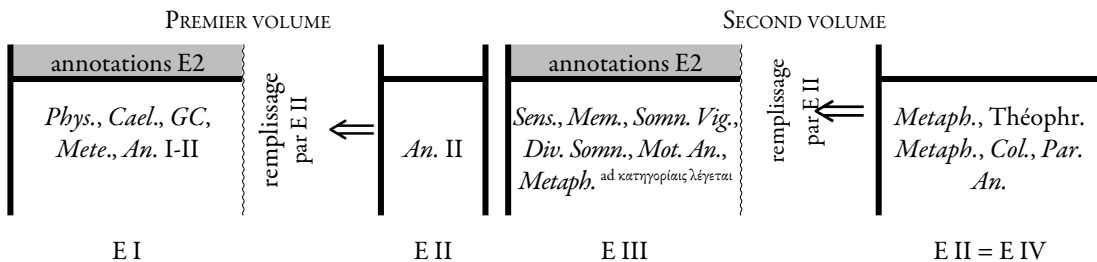 PREMIER VOLUME
SECOND VOLUME
annotations E2
Phys., Cael., GC,
Mete., An. I-II
remplissage
par E II
An. II
annotations E2
Sens., Mem., Somn. Vig.,
Div. Somn., Mot. An.,
Metaph. ad κατηγορίαις λέγεται
remplissage
par E II
Metaph., Théophr.
Metaph., Col., Par.
An.
E I
E II
E III
E II = E IV